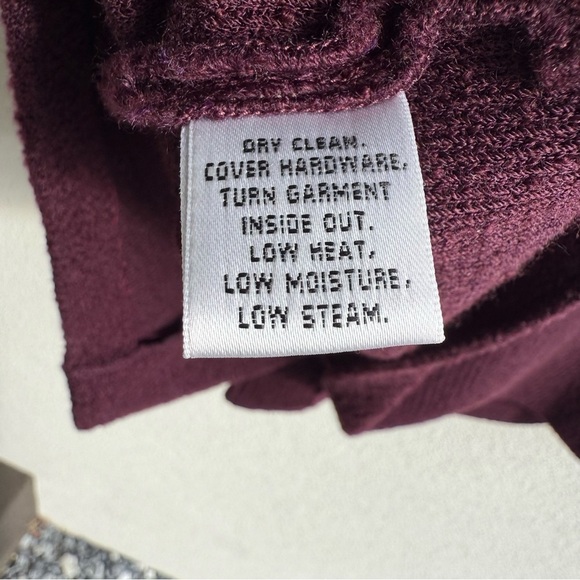 DRY CLEAN.
COVER HARDWARE,
TURN GARMENT
INSIDE OUT.
LOW HEAT,
LOW MOISTURE,
LOW STEAM.